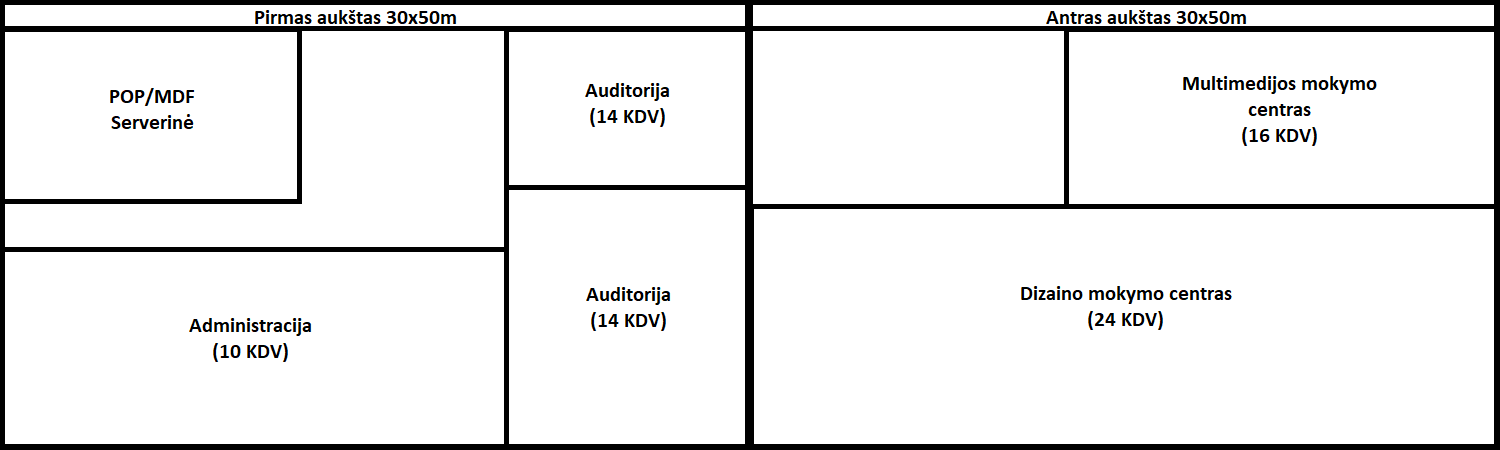 Pirmas aukštas 30x50m
POP/MDF
Serverinė
Auditorija
(14 KDV)
Administracija
(10 KDV)
Auditorija
(14 KDV)
Antras aukštas 30x50m
Multimedijos mokymo
centras
(16 KDV)
Dizaino mokymo centras
(24 KDV)